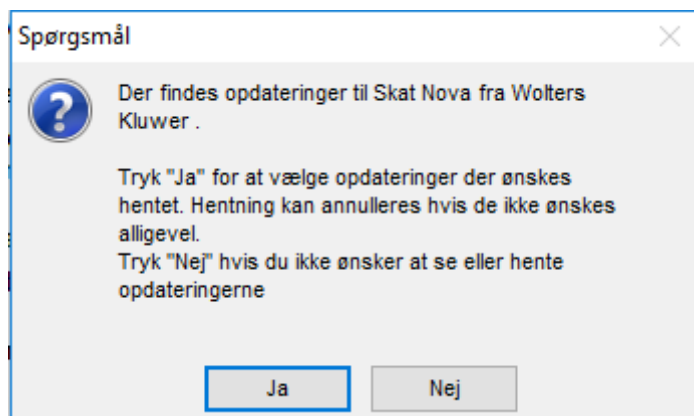 Spørgsmål
Der findes opdateringer til Skat Nova fra Wolters
Kluwer .
Tryk "Ja" for at vælge opdateringer der ønskes
hentet. Hentning kan annulleres hvis de ikke ønskes
alligevel.
Tryk "Nej" hvis du ikke ønsker at se eller hente
opdateringerne
Ja
Nej